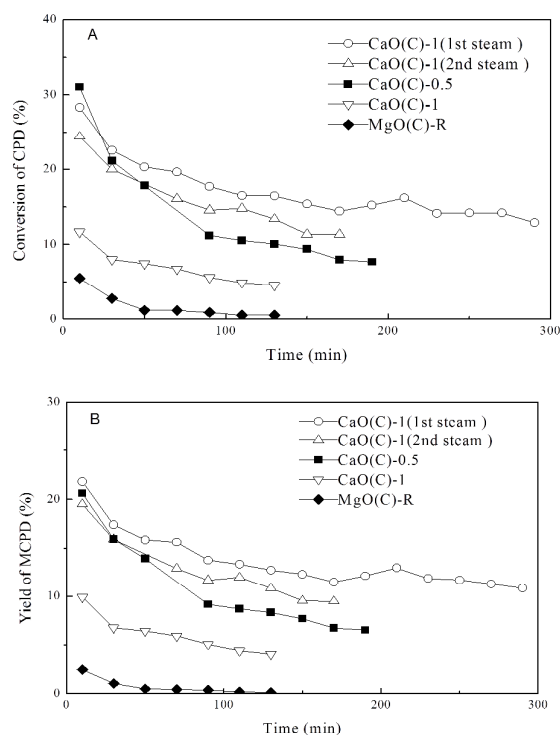 A
CaO(C)-1(1st steam )
CaO(C)-1(2nd steam )
CaO(C)-0.5
CaO(C)-1
MgO(C)-R
Conversion of CPD (%)
40
30
20
10
0
0 100 200 300
Time (min)
B
CaO(C)-1(1st steam )
CaO(C)-1(2nd steam )
CaO(C)-0.5
CaO(C)-1
MgO(C)-R
Yield of MCPD (%)
30
20
10
0
0 100 200 300
Time (min)